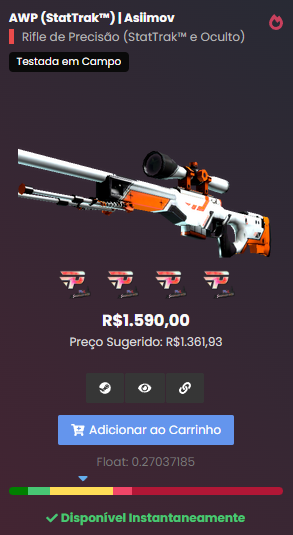 AWP (StatTrak™) | Asiimov
Rifle de Precisão (StatTrak™ e Oculto)
Testada em Campo
R$1.590,00
Preço Sugerido: R$1.361,93
Adicionar ao Carrinho
Float: 0.27037185
Disponível Instantaneamente